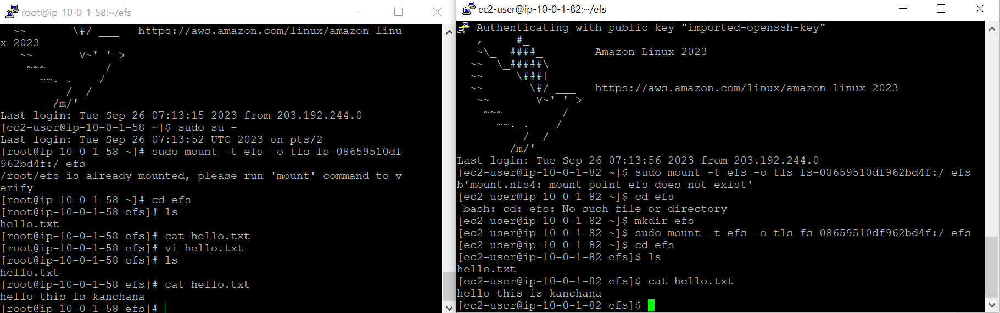 root@ip-10-0-1-58:~/efs
   ~~       \#/ ___   https://aws.amazon.com/linux/amazon-linu
x-2023
   ~~       V~' '->
    ~~~         /
      ~~._.   _/
         _/ _/
       _/m/'
Last login: Tue Sep 26 07:13:15 2023 from 203.192.244.0
[ec2-user@ip-10-0-1-58 ~]$ sudo su -
Last login: Tue Sep 26 07:13:52 UTC 2023 on pts/2
[root@ip-10-0-1-58 ~]# sudo mount -t efs -o tls fs-08659510df
962bd4f:/ efs
/root/efs is already mounted, please run 'mount' command to v
erify
[root@ip-10-0-1-58 ~]# cd efs
[root@ip-10-0-1-58 efs]# ls
hello.txt
[root@ip-10-0-1-58 efs]# cat hello.txt
[root@ip-10-0-1-58 efs]# vi hello.txt
[root@ip-10-0-1-58 efs]# ls
hello.txt
[root@ip-10-0-1-58 efs]# cat hello.txt
hello this is kanchana
[root@ip-10-0-1-58 efs]#
ec2-user@ip-10-0-1-82:~/efs
Authenticating with public key "imported-openssh-key"
   ,     #_
   ~\_  ####_        Amazon Linux 2023
  ~~  \_#####\
  ~~     \###|
  ~~       \#/ ___   https://aws.amazon.com/linux/amazon-linux-2023
   ~~       V~' '->
    ~~~         /
      ~~._.   _/
         _/ _/
       _/m/'
Last login: Tue Sep 26 07:13:56 2023 from 203.192.244.0
[ec2-user@ip-10-0-1-82 ~]$ sudo mount -t efs -o tls fs-08659510df962bd4f:/ efs
b'mount.nfs4: mount point efs does not exist'
[ec2-user@ip-10-0-1-82 ~]$ cd efs
-bash: cd: efs: No such file or directory
[ec2-user@ip-10-0-1-82 ~]$ mkdir efs
[ec2-user@ip-10-0-1-82 ~]$ sudo mount -t efs -o tls fs-08659510df962bd4f:/ efs
[ec2-user@ip-10-0-1-82 ~]$ cd efs
[ec2-user@ip-10-0-1-82 efs]$ ls
hello.txt
[ec2-user@ip-10-0-1-82 efs]$ cat hello.txt
hello this is kanchana
[ec2-user@ip-10-0-1-82 efs]$